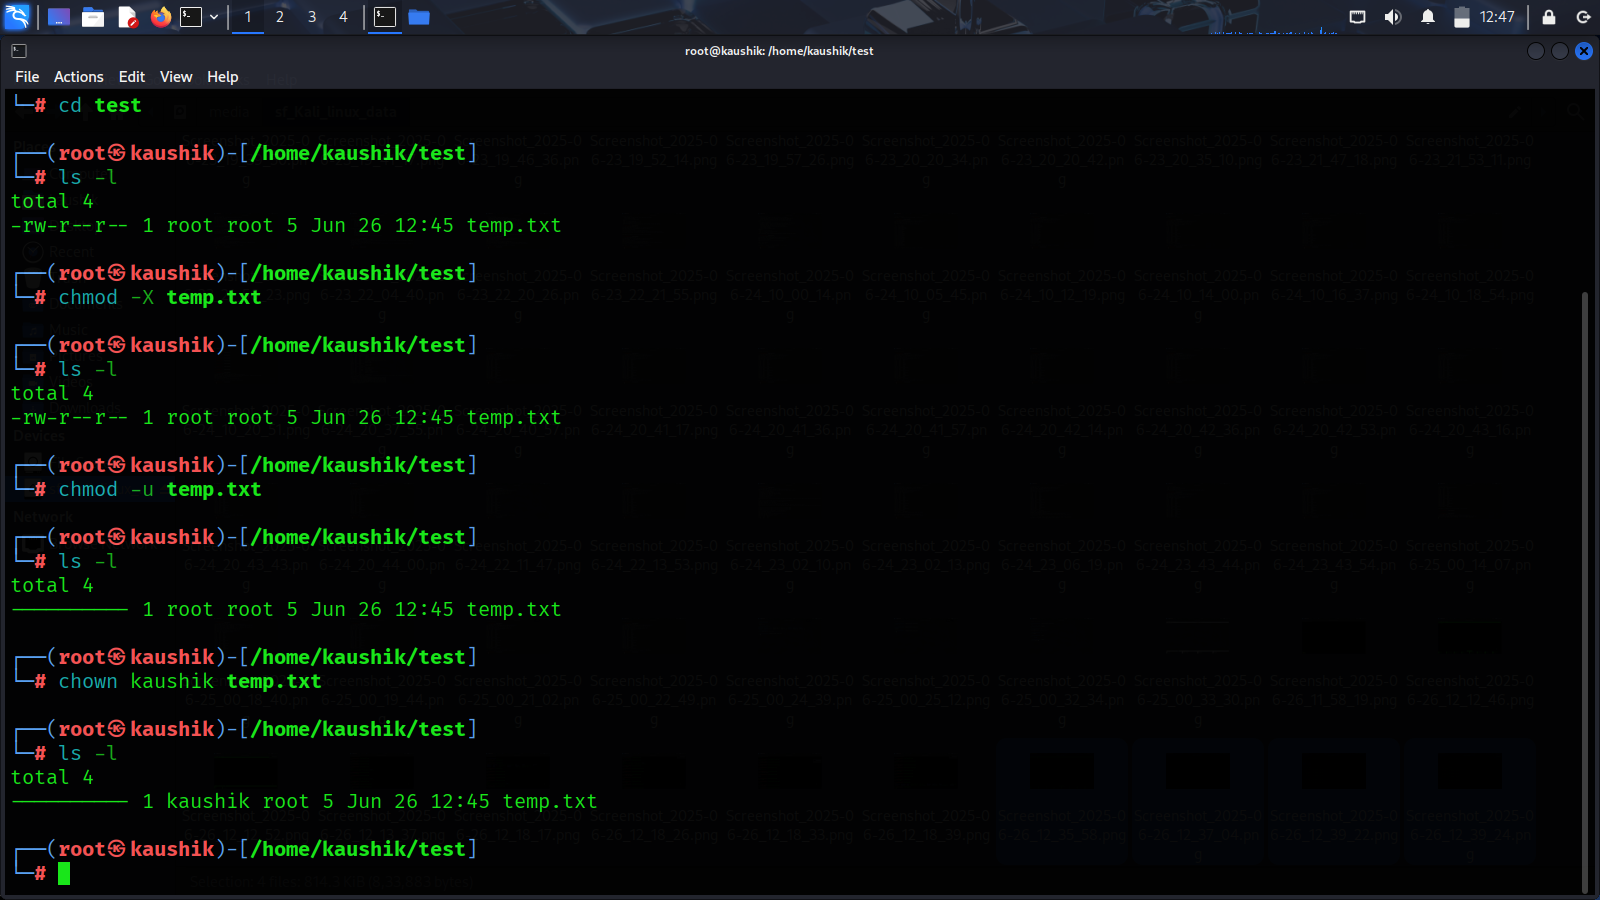 1 2 3 4 12:47
root@kaushik: /home/kaushik/test
File Actions Edit View Help
└─# cd test
┌──(root㉿kaushik)-[/home/kaushik/test]
└─# ls -l
total 4
-rw-r--r-- 1 root root 5 Jun 26 12:45 temp.txt
┌──(root㉿kaushik)-[/home/kaushik/test]
└─# chmod -X temp.txt
┌──(root㉿kaushik)-[/home/kaushik/test]
└─# ls -l
total 4
-rw-r--r-- 1 root root 5 Jun 26 12:45 temp.txt
┌──(root㉿kaushik)-[/home/kaushik/test]
└─# chmod -u temp.txt
┌──(root㉿kaushik)-[/home/kaushik/test]
└─# ls -l
total 4
---------- 1 root root 5 Jun 26 12:45 temp.txt
┌──(root㉿kaushik)-[/home/kaushik/test]
└─# chown kaushik temp.txt
┌──(root㉿kaushik)-[/home/kaushik/test]
└─# ls -l
total 4
---------- 1 kaushik root 5 Jun 26 12:45 temp.txt
┌──(root㉿kaushik)-[/home/kaushik/test]
└─#